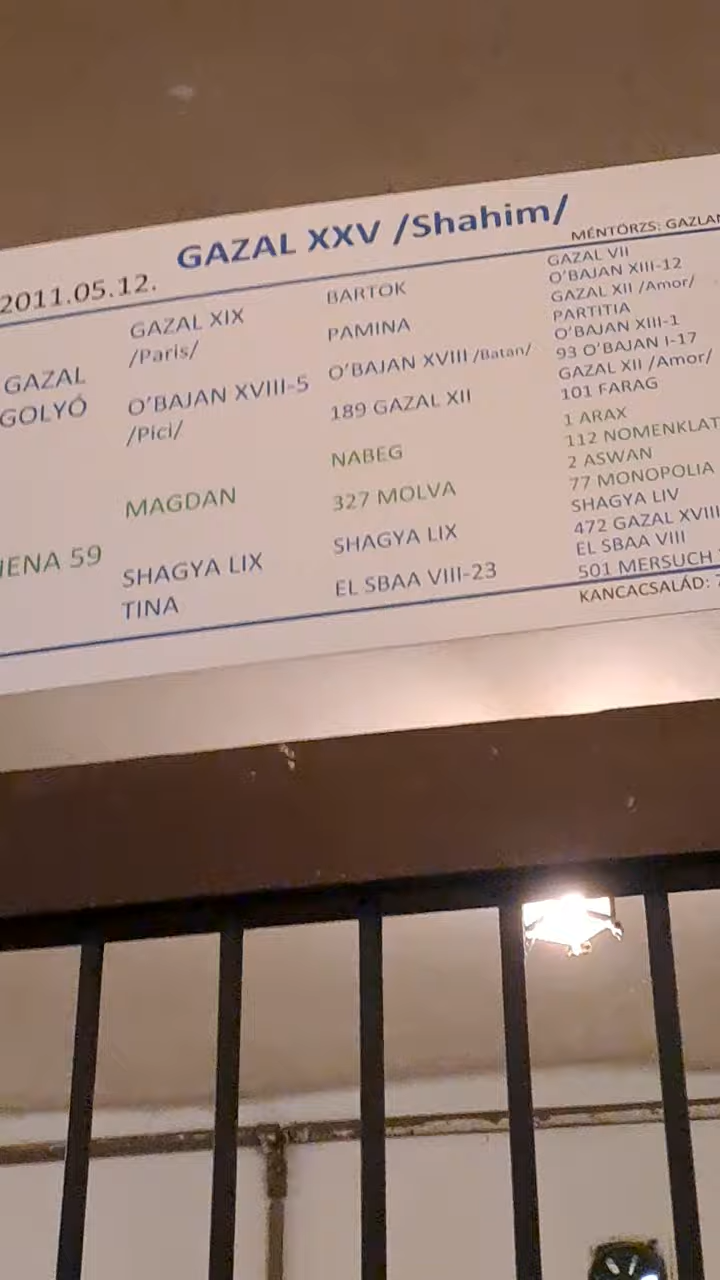 GAZAL XXV /Shahim/
2011.05.12.
MÉNTÖRZS:
GAZAL
GOLYÓ
59
GAZAL XIX
/Paris/
O'BAJAN XVIII-5
/Pici/
MAGDAN
SHAGYA LIX
TINA
BARTOK
PAMINA
O'BAJAN XVIII /Batan/
189 GAZAL XII
NABEG
327 MOLVA
SHAGYA LIX
EL SBAA VIII-23
GAZAL VII
O'BAJAN XIII-12
GAZAL XII /Amor/
PARTITIA
O'BAJAN XIII-1
93 O'BAJAN I-17
GAZAL XII /Amor/
101 FARAG
1 ARAX
112 NOMENKLAT
2 ASWAN
77 MONOPOLIA
SHAGYA LIV
472 GAZAL XVIII
EL SBAA VIII
501 MERSUCH
KANCACSALÁD: